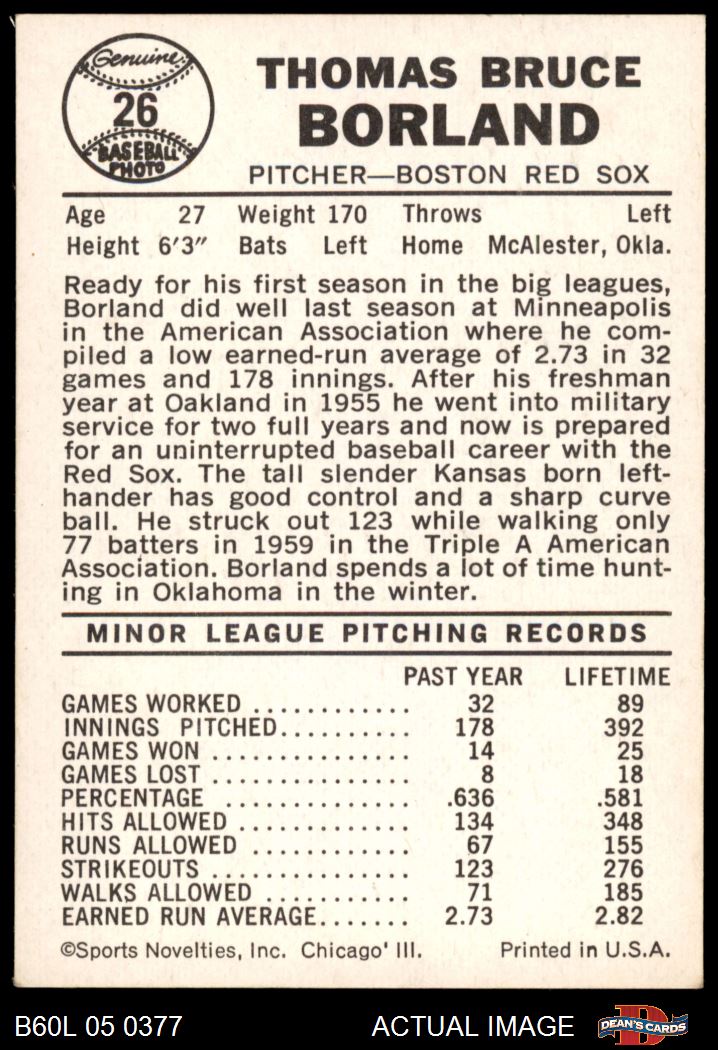 Genuine
26
BASEBALL
PHOTO
THOMAS BRUCE
BORLAND
PITCHER—BOSTON RED SOX
Age 27 Weight 170 Throws Left
Height 6'3" Bats Left Home McAlester, Okla.
Ready for his first season in the big leagues,
Borland did well last season at Minneapolis
in the American Association where he com-
piled a low earned-run average of 2.73 in 32
games and 178 innings. After his freshman
year at Oakland in 1955 he went into military
service for two full years and now is prepared
for an uninterrupted baseball career with the
Red Sox. The tall slender Kansas born left-
hander has good control and a sharp curve
ball. He struck out 123 while walking only
77 batters in 1959 in the Triple A American
Association. Borland spends a lot of time hunt-
ing in Oklahoma in the winter.
MINOR LEAGUE PITCHING RECORDS
PAST YEAR LIFETIME
GAMES WORKED ............ 32 89
INNINGS PITCHED.......... 178 392
GAMES WON .............. 14 25
GAMES LOST .............. 8 18
PERCENTAGE ............. .636 .581
HITS ALLOWED ............ 134 348
RUNS ALLOWED ........... 67 155
STRIKEOUTS .............. 123 276
WALKS ALLOWED .......... 71 185
EARNED RUN AVERAGE....... 2.73 2.82
©Sports Novelties, Inc. Chicago' Ill. Printed in U.S.A.
B60L 05 0377 ACTUAL IMAGE D DEAN'S CARDS